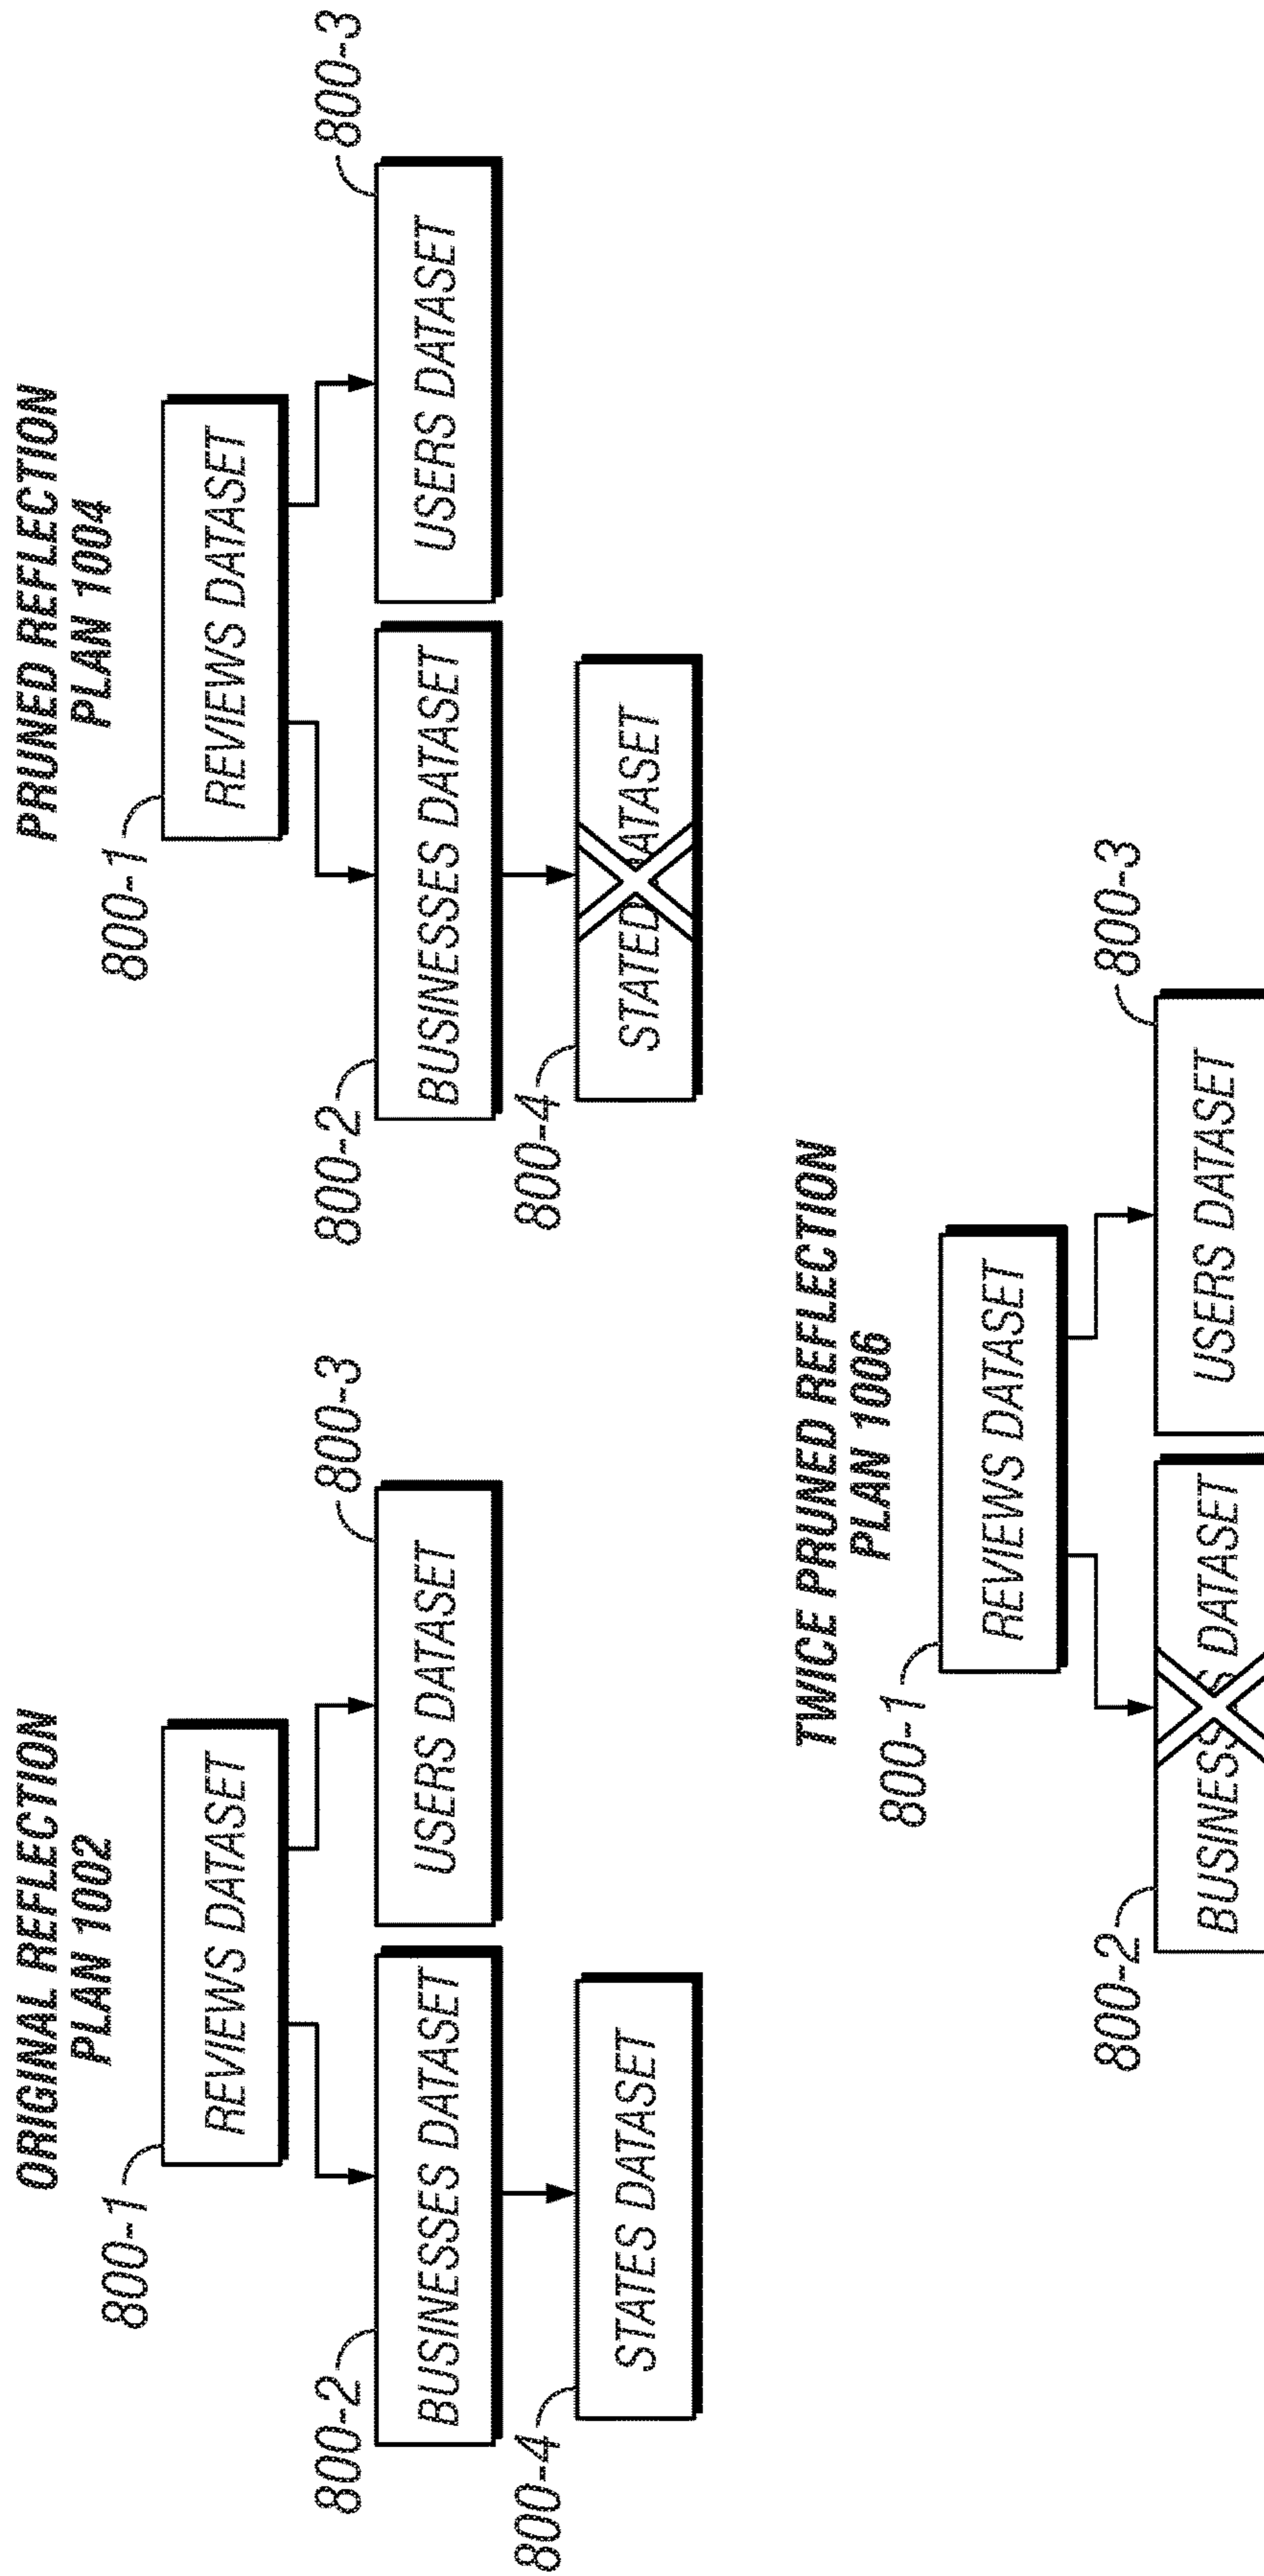 ORIGINAL REFLECTION
PLAN 1002
800-1
REVIEWS DATASET
800-2
800-3
BUSINESSES DATASET
USERS DATASET
800-4
STATES DATASET
PRUNED REFLECTION
PLAN 1004
800-1
REVIEWS DATASET
800-2
800-3
BUSINESSES DATASET
USERS DATASET
800-4
STATED DATASET
TWICE PRUNED REFLECTION
PLAN 1006
800-1
REVIEWS DATASET
800-2
800-3
BUSINESSES DATASET
USERS DATASET